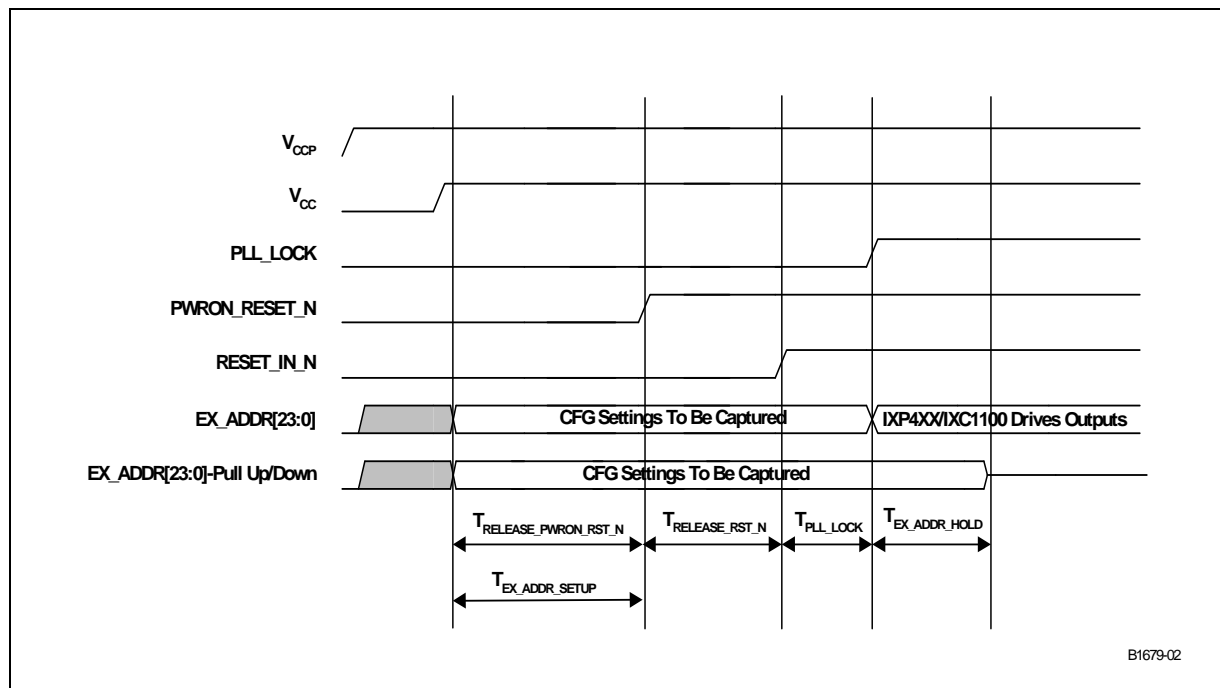 VCCP
VCC
PLL_LOCK
PWRON_RESET_N
RESET_IN_N
EX_ADDR[23:0] CFG Settings To Be Captured IXP4XX/IXC1100 Drives Outputs
EX_ADDR[23:0]-Pull Up/Down CFG Settings To Be Captured
TRELEASE_PWRON_RST_N TRELEASE_RST_N TPLL_LOCK TEX_ADDR_HOLD
TEX_ADDR_SETUP
B1679-02